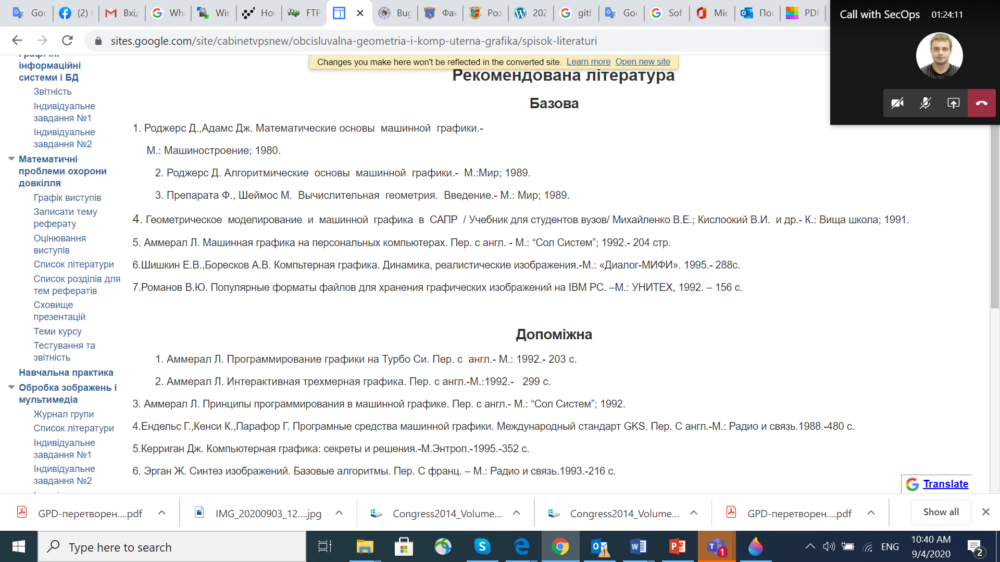 Goc
(2)
Вхід
Whe
Wir
Hov
FTP
Bug
Фак
Роз
202
gith
Goc
Sof
Mic
По
PDF
Call with SecOps 01:24:11
sites.google.com/site/cabinetvpsnew/obcisluvalna-geometria-i-komp-uterna-grafika/spisok-literaturi
Changes you make here won't be reflected in the converted site. Learn more Open new site
Графічні
інформаційні
системи і БД
Звітність
Індивідуальне
завдання №1
Індивідуальне
завдання №2
Математичні
проблеми охорони
довкілля
Графік виступів
Записати тему
реферату
Оцінювання
виступів
Список літератури
Список розділів для
тем рефератів
Сховище
презентацій
Теми курсу
Тестування та
звітність
Навчальна практика
Обробка зображень і
мультимедіа
Журнал групи
Список літератури
Індивідуальне
завдання №1
Індивідуальне
завдання №2
Рекомендована література
Базова
1. Роджерс Д.,Адамс Дж. Математические основы машинной графики.-
М.: Машиностроение; 1980.
2. Роджерс Д. Алгоритмические основы машинной графики.- М.:Мир; 1989.
3. Препарата Ф., Шеймос М. Вычислительная геометрия. Введение.- М.: Мир; 1989.
4. Геометрическое моделирование и машинной графика в САПР / Учебник для студентов вузов/ Михайленко В.Е.; Кислоокий В.И. и др.- К.: Вища школа; 1991.
5. Аммерал Л. Машинная графика на персональных компьютерах. Пер. с англ. - М.: “Сол Систем”; 1992.- 204 стр.
6.Шишкин Е.В.,Боресков А.В. Компьтерная графика. Динамика, реалистические изображения.-М.: «Диалог-МИФИ». 1995.- 288с.
7.Романов В.Ю. Популярные форматы файлов для хранения графических изображений на IBM PC. –М.: УНИТЕХ, 1992. – 156 с.
Допоміжна
1. Аммерал Л. Программирование графики на Турбо Си. Пер. с англ.- М.: 1992.- 203 с.
2. Аммерал Л. Интерактивная трехмерная графика. Пер. с англ.-М.:1992.- 299 с.
3. Аммерал Л. Принципы программирования в машинной графике. Пер. с англ.- М.: “Сол Систем”; 1992.
4.Ендельс Г.,Кенси К.,Парафор Г. Програмные средства машинной графики. Международный стандарт GKS. Пер. С англ.-М.: Радио и связь.1988.-480 с.
5.Керриган Дж. Компьютерная графика: секреты и решения.-М.Энтроп.-1995.-352 с.
6. Эрган Ж. Синтез изображений. Базовые алгоритмы. Пер. С франц. – М.: Радио и связь.1993.-216 с.
Translate
GPD-перетворен....pdf
IMG_20200903_12....jpg
Congress2014_Volume...
Congress2014_Volume...
GPD-перетворен....pdf
Show all
Type here to search
ENG
10:40 AM
9/4/2020
2